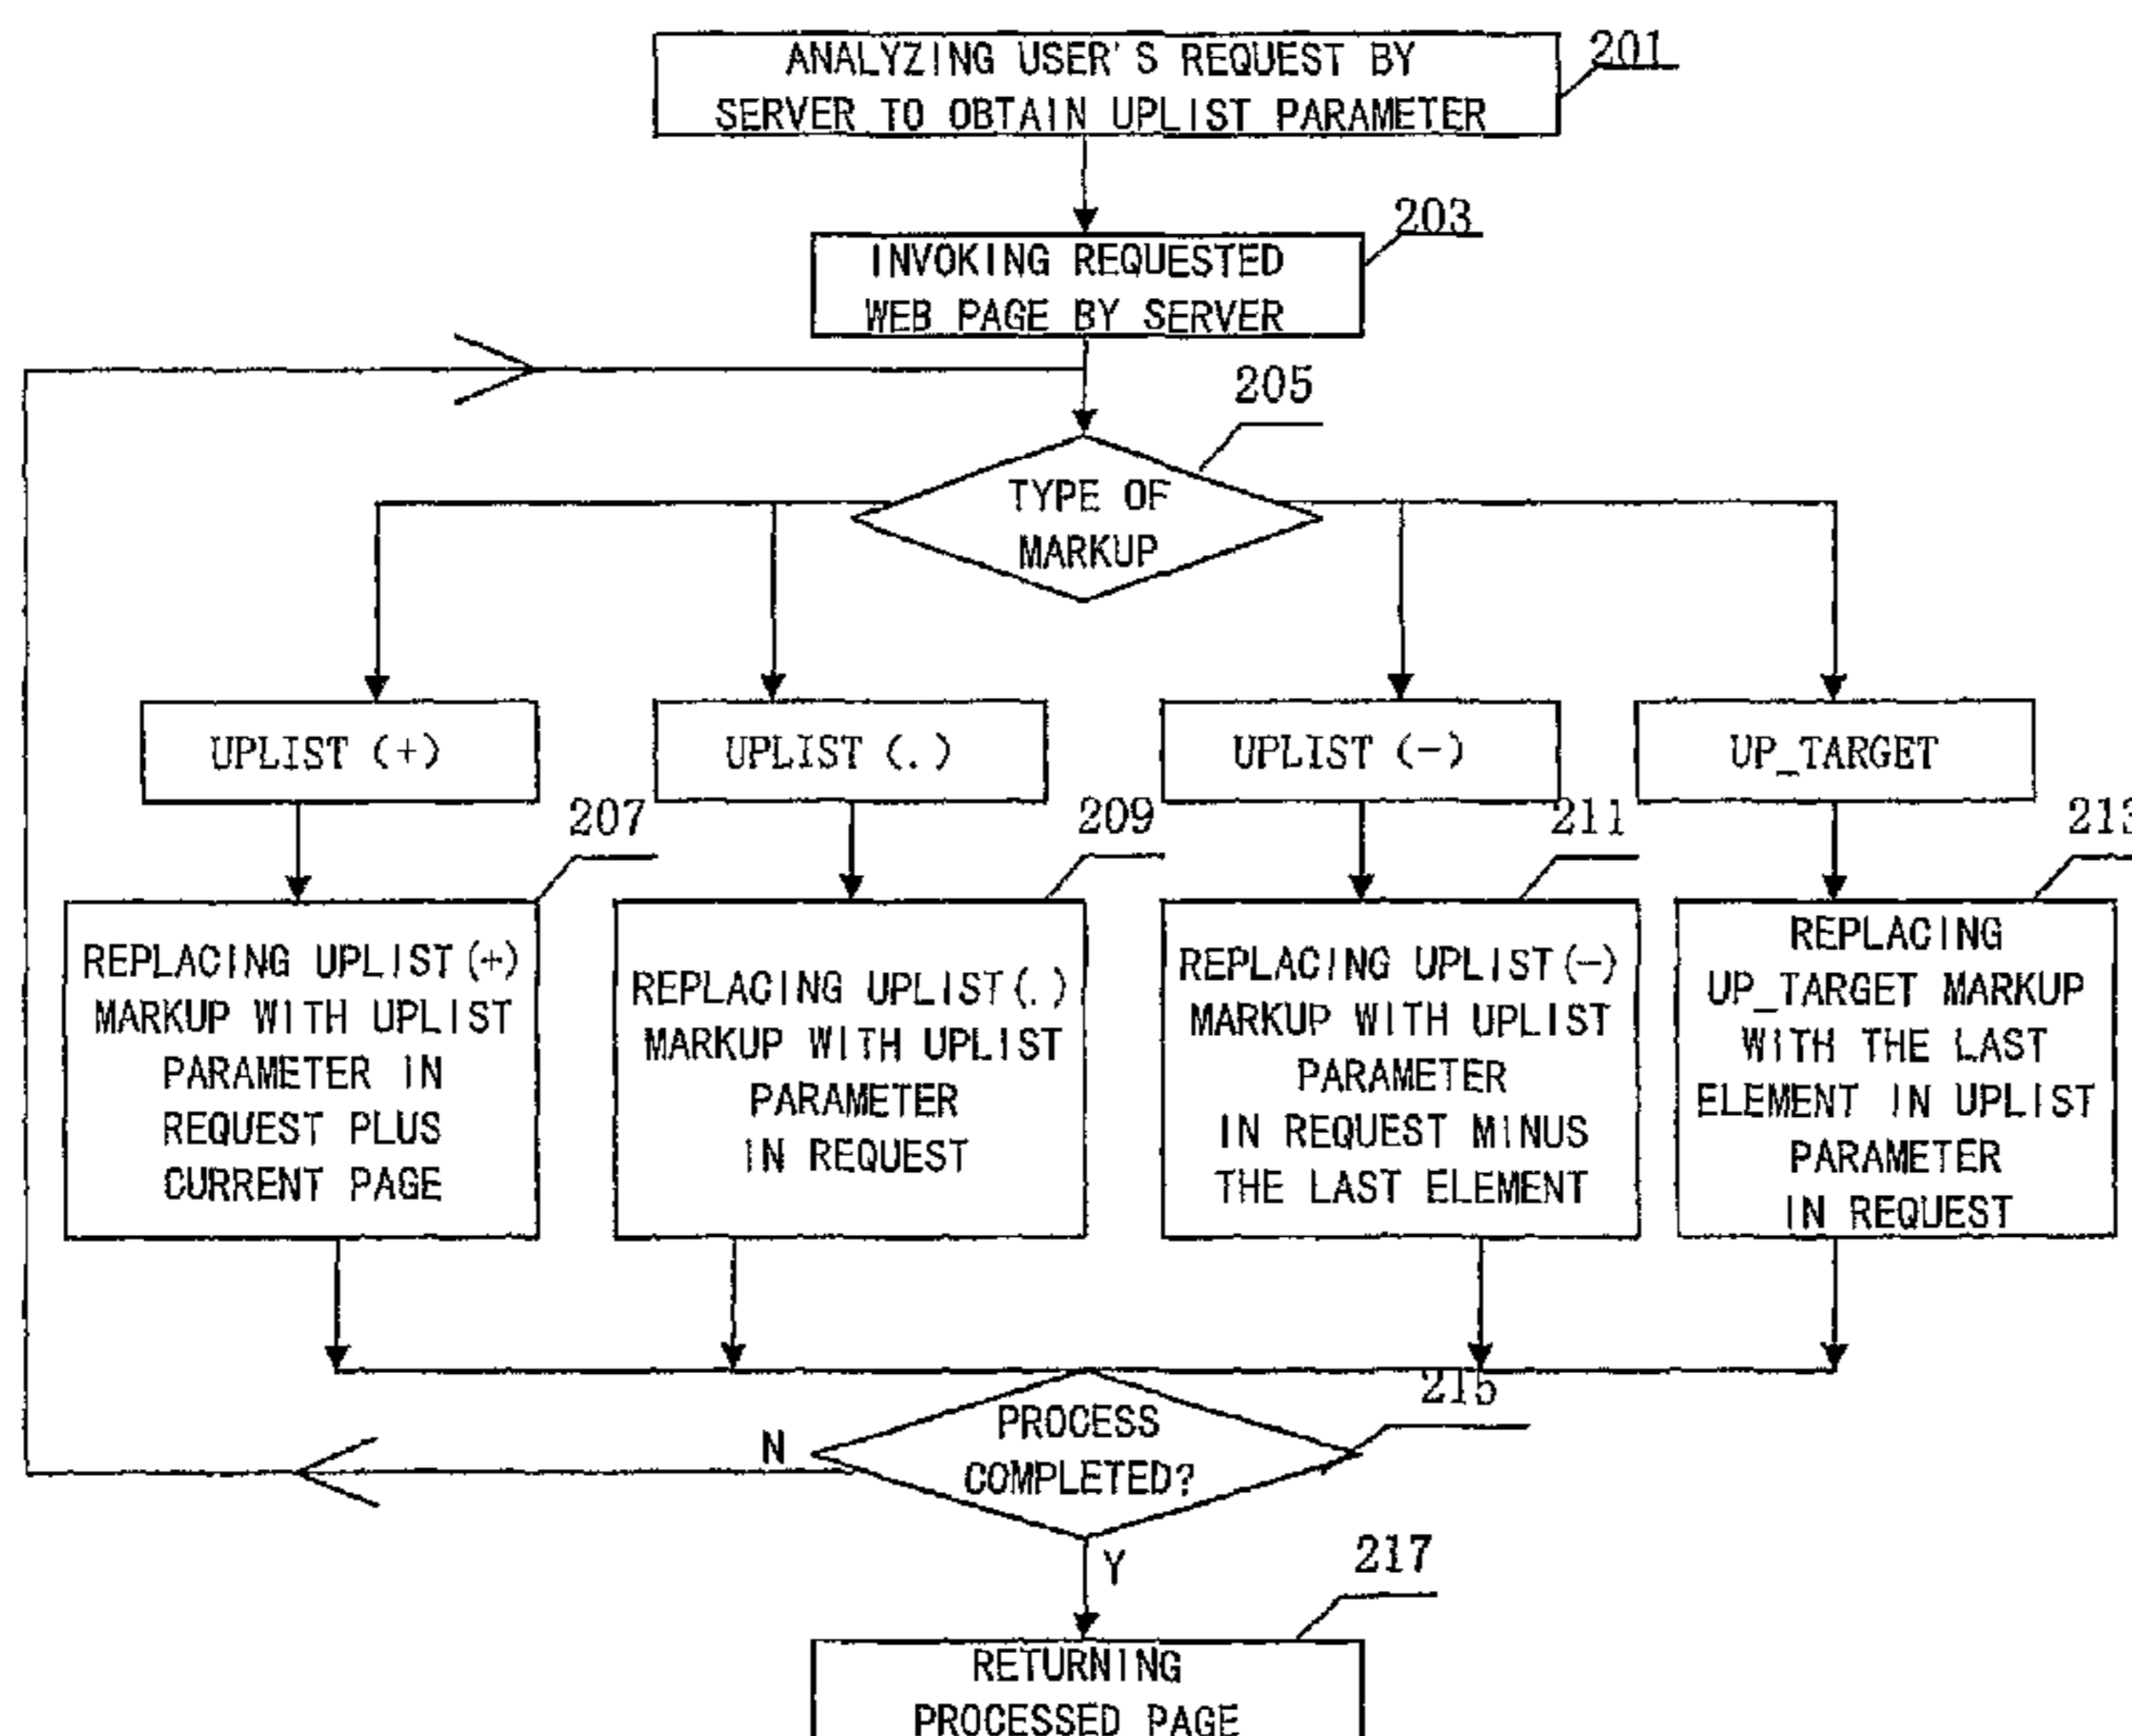 ANALYZING USER'S REQUEST BY
SERVER TO OBTAIN UPLIST PARAMETER
201
INVOKING REQUESTED
WEB PAGE BY SERVER
203
205
TYPE OF
MARKUP
UPLIST (+)
UPLIST (.)
UPLIST (-)
UP_TARGET
207
209
211
213
REPLACING UPLIST(+)
MARKUP WITH UPLIST
PARAMETER IN
REQUEST PLUS
CURRENT PAGE
REPLACING UPLIST(.)
MARKUP WITH UPLIST
PARAMETER
IN REQUEST
REPLACING UPLIST(-)
MARKUP WITH UPLIST
PARAMETER
IN REQUEST MINUS
THE LAST ELEMENT
REPLACING
UP_TARGET MARKUP
WITH THE LAST
ELEMENT IN UPLIST
PARAMETER
IN REQUEST
215
PROCESS
COMPLETED?
N
Y
217
RETURNING
PROCESSED PAGE